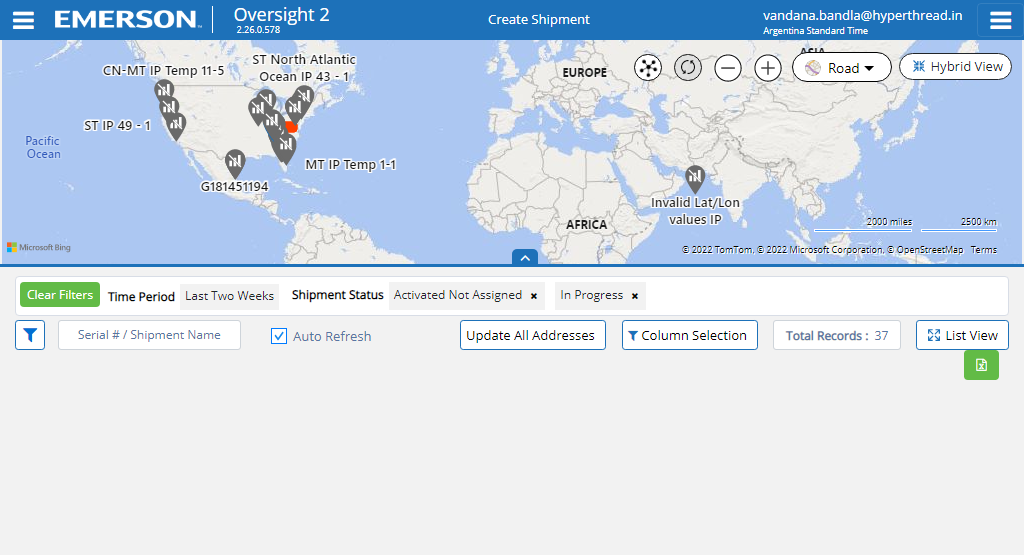 EMERSON
Oversight 2
2.26.0.578
Create Shipment
vandana.bandla@hyperthread.in
Argentina Standard Time
CN-MT IP Temp 11-5
ST North Atlantic
Ocean IP 43 - 1
ST IP 49 - 1
MT IP Temp 1-1
G181451194
Pacific
Ocean
EUROPE
ASIA
AFRICA
Invalid Lat/Lon
values IP
Road
Hybrid View
2000 miles
2500 km
Microsoft Bing
© 2022 TomTom, © 2022 Microsoft Corporation, © OpenStreetMap Terms
Clear Filters Time Period Last Two Weeks Shipment Status Activated Not Assigned × In Progress ×
Serial # / Shipment Name Auto Refresh Update All Addresses Column Selection Total Records : 37 List View